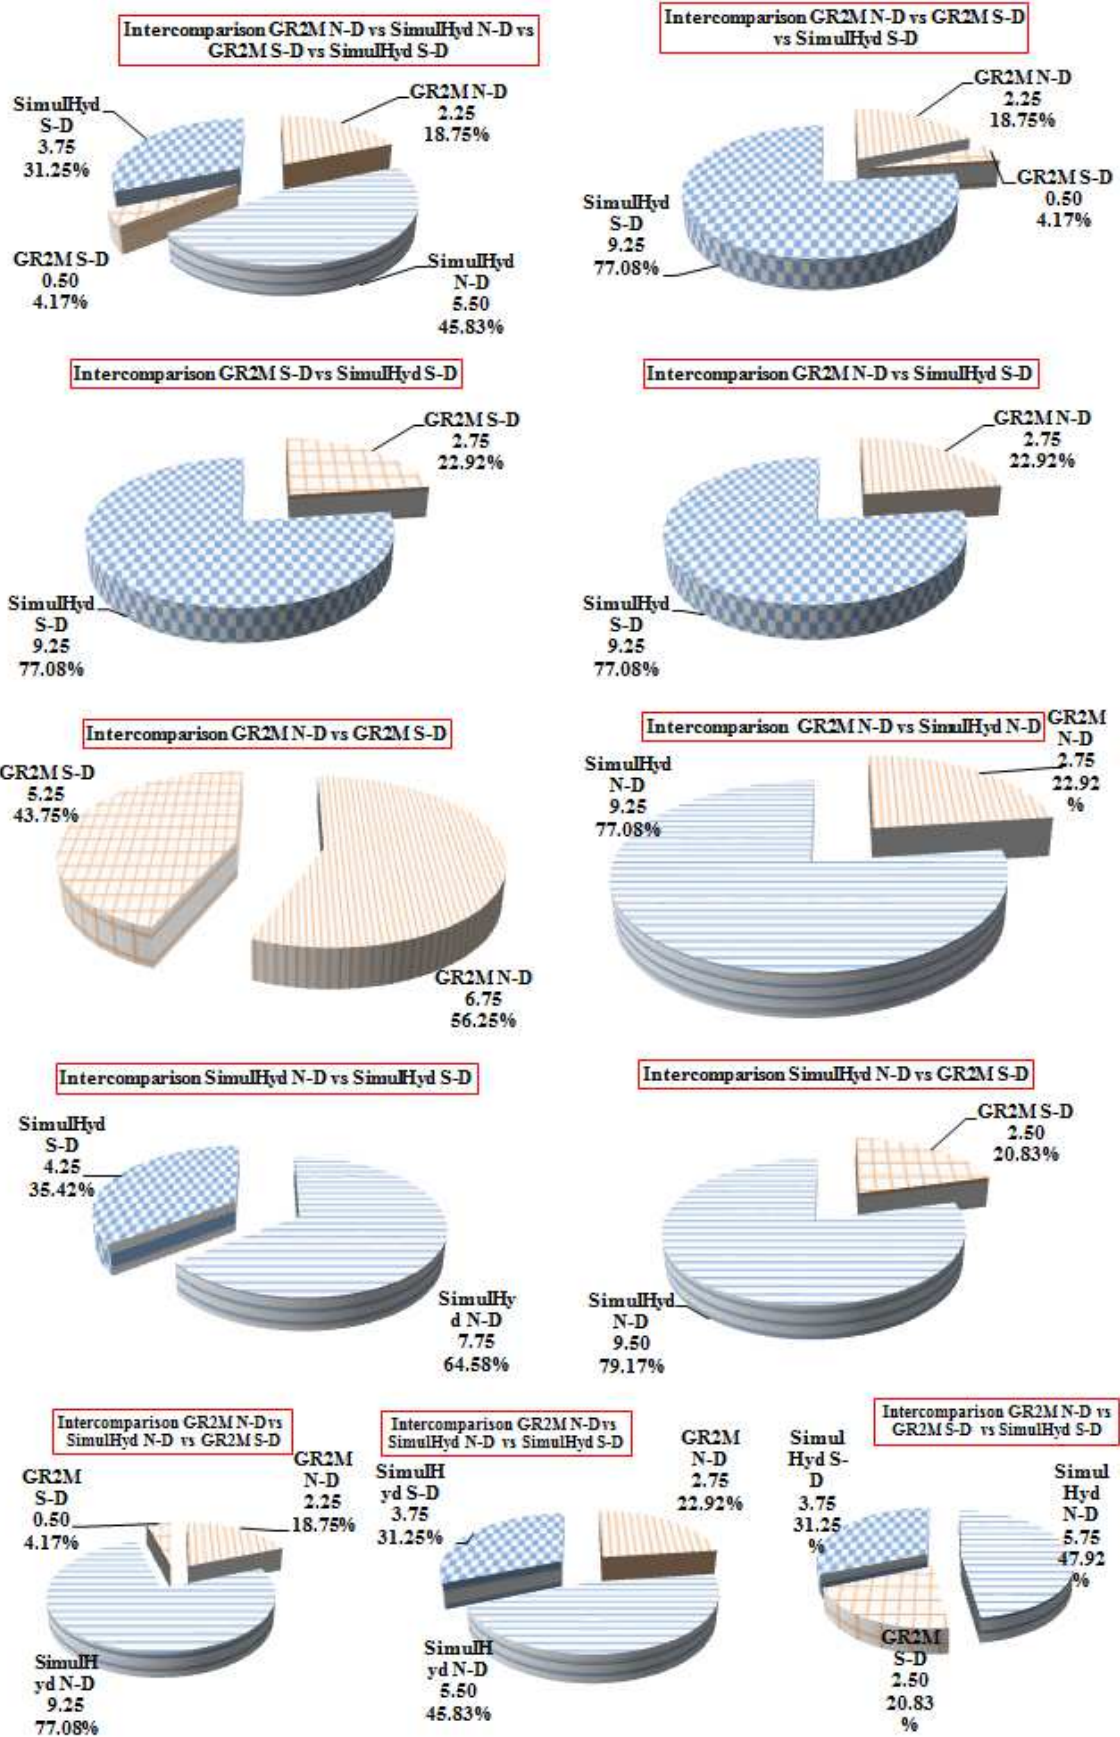 Intercomparison GR2M N-D vs SimulHyd N-D vs
GR2M S-D vs SimulHyd S-D
SimulHyd
S-D
3.75
31.25%
GR2M N-D
2.25
18.75%
GR2M S-D
0.50
4.17%
SimulHyd
N-D
5.50
45.83%
Intercomparison GR2M N-D vs GR2M S-D
vs SimulHyd S-D
GR2M N-D
2.25
18.75%
GR2M S-D
0.50
4.17%
SimulHyd
S-D
9.25
77.08%
Intercomparison GR2M S-D vs SimulHyd S-D
GR2M S-D
2.75
22.92%
SimulHyd
S-D
9.25
77.08%
Intercomparison GR2M N-D vs SimulHyd S-D
GR2M N-D
2.75
22.92%
SimulHyd
S-D
9.25
77.08%
Intercomparison GR2M N-D vs GR2M S-D
GR2M S-D
5.25
43.75%
GR2M N-D
6.75
56.25%
Intercomparison GR2M N-D vs SimulHyd N-D
GR2M
N-D
2.75
22.92
%
SimulHyd
N-D
9.25
77.08%
Intercomparison SimulHyd N-D vs SimulHyd S-D
SimulHyd
S-D
4.25
35.42%
SimulHy
d N-D
7.75
64.58%
Intercomparison SimulHyd N-D vs GR2M S-D
GR2M S-D
2.50
20.83%
SimulHyd
N-D
9.50
79.17%
Intercomparison GR2M N-D vs
SimulHyd N-D vs GR2M S-D
GR2M
S-D
0.50
4.17%
GR2M
N-D
2.25
18.75%
SimulH
yd N-D
9.25
77.08%
Intercomparison GR2M N-D vs
SimulHyd N-D vs SimulHyd S-D
SimulH
yd S-D
3.75
31.25%
GR2M
N-D
2.75
22.92%
SimulH
yd N-D
5.50
45.83%
Intercomparison GR2M N-D vs
GR2M S-D vs SimulHyd S-D
Simul
Hyd S-
D
3.75
31.25
%
Simul
Hyd
N-D
5.75
47.92
%
GR2M
S-D
2.50
20.83
%